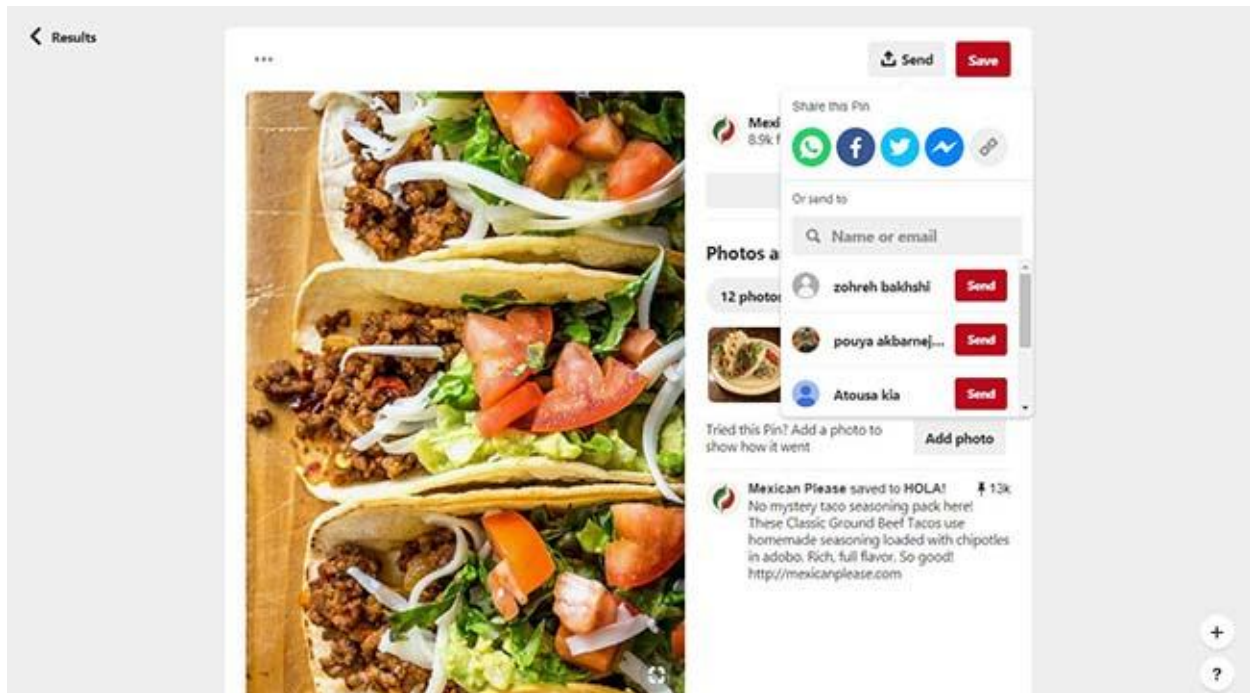 Results
Send
Save
Share this Pin
Mexi
8.9k f
Or send to
Name or email
Photos a
12 photos
zohreh bakhshi
Send
pouya akbarnej...
Send
Atousa kia
Send
Tried this Pin? Add a photo to
show how it went
Add photo
Mexican Please saved to HOLA!
13k
No mystery taco seasoning pack here!
These Classic Ground Beef Tacos use
homemade seasoning loaded with chipotles
in adobo. Rich, full flavor. So good!
http://mexicanplease.com
+
?